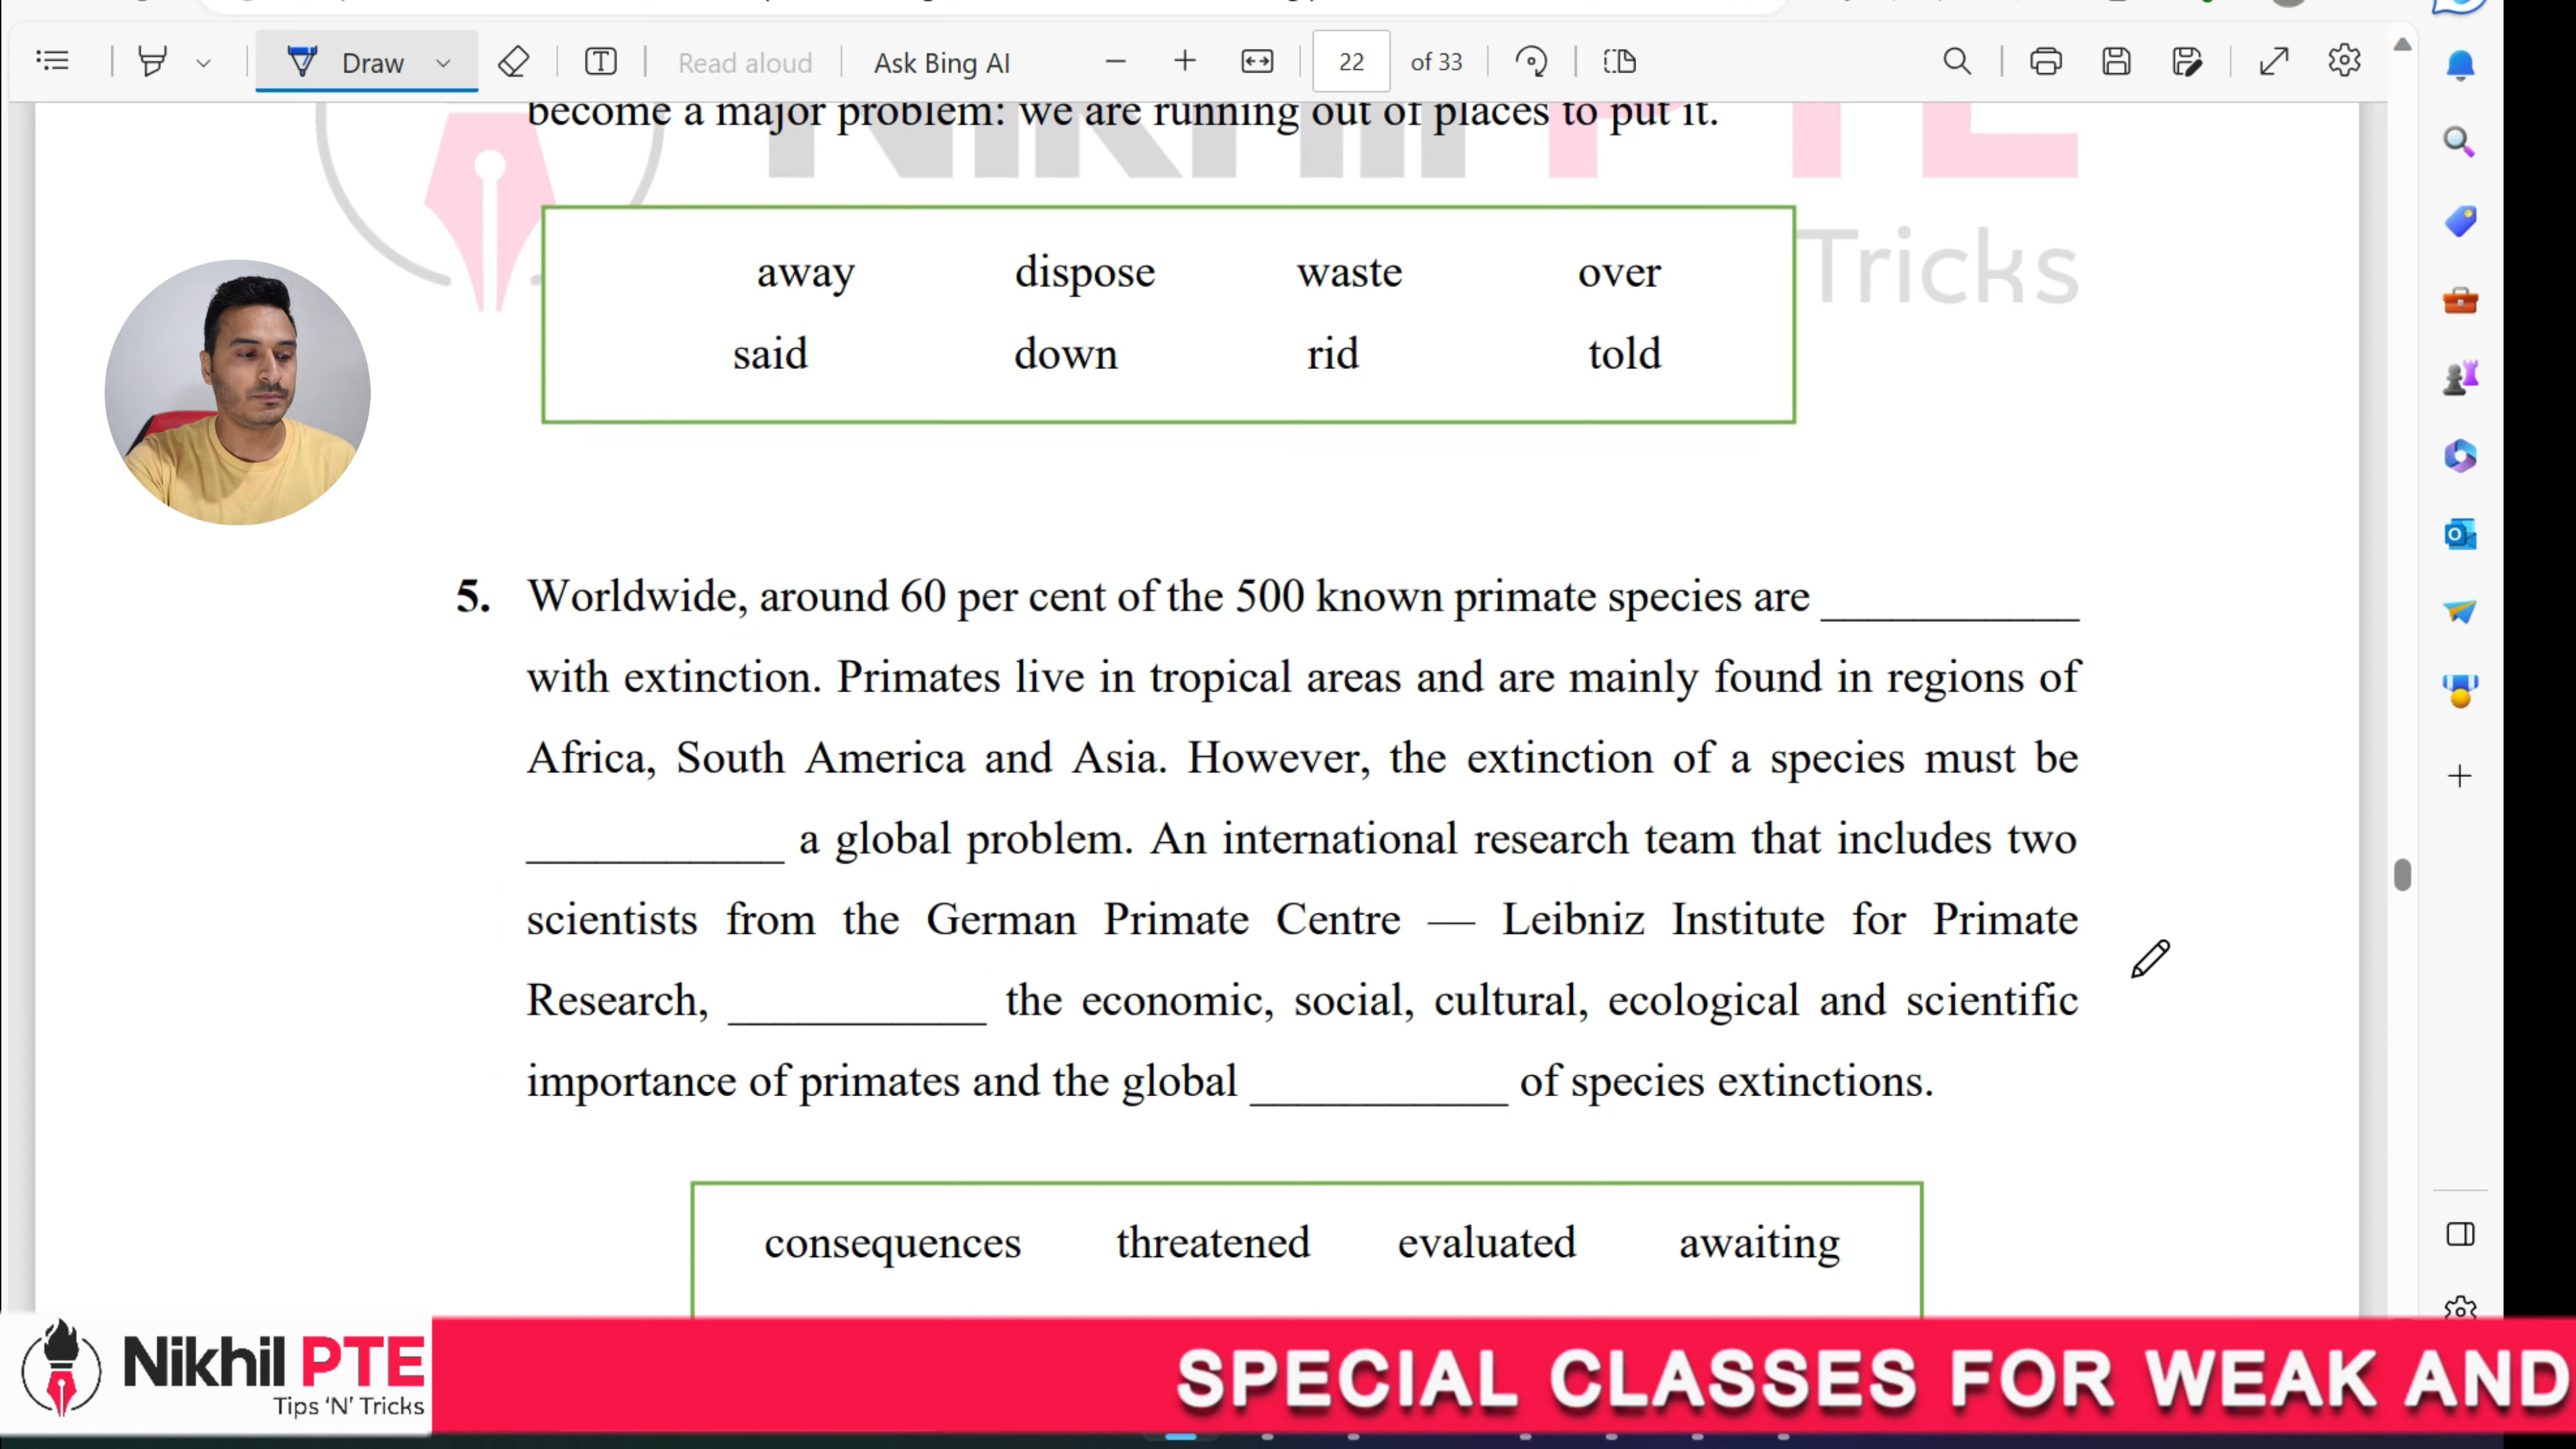 Draw
Read aloud
Ask Bing AI
22
of 33
become a major problem: we are running out of places to put it.
Tricks
away dispose waste over
said down rid told
5. Worldwide, around 60 per cent of the 500 known primate species are ___________
with extinction. Primates live in tropical areas and are mainly found in regions of
Africa, South America and Asia. However, the extinction of a species must be
___________ a global problem. An international research team that includes two
scientists from the German Primate Centre — Leibniz Institute for Primate
Research, ___________ the economic, social, cultural, ecological and scientific
importance of primates and the global ___________ of species extinctions.
consequences threatened evaluated awaiting
Nikhil PTE
Tips 'N' Tricks
SPECIAL CLASSES FOR WEAK AND